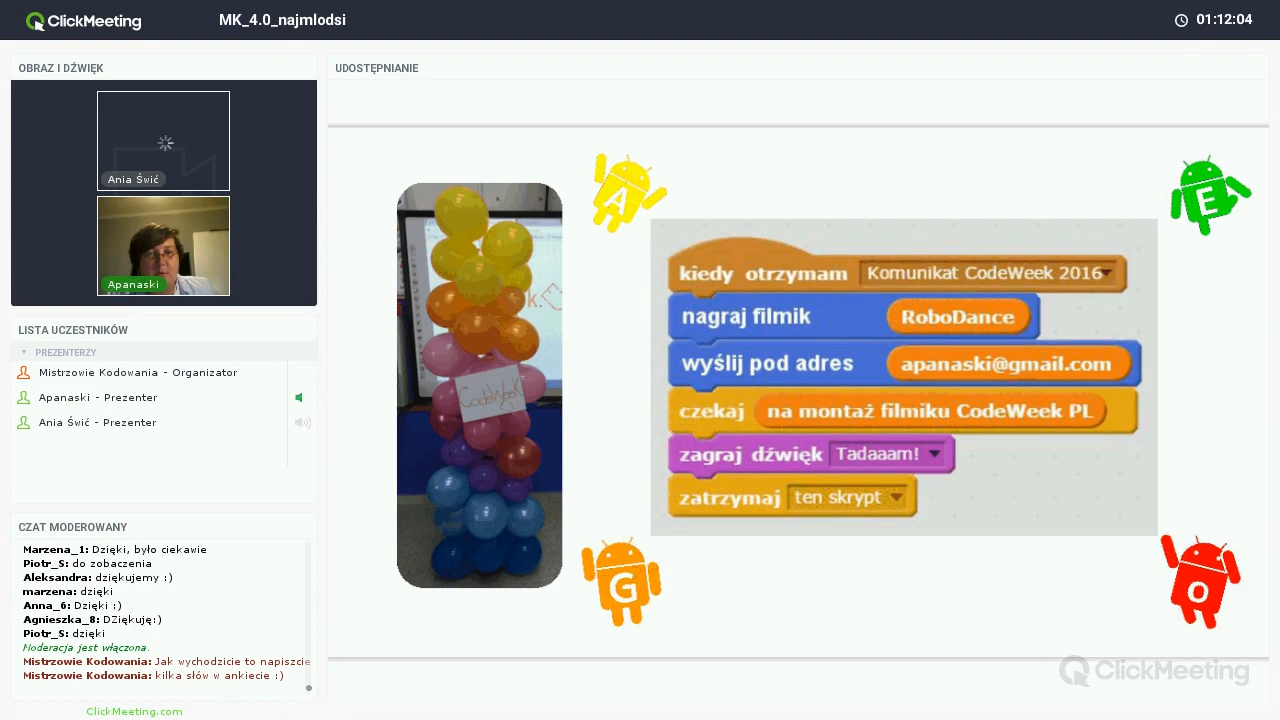 ClickMeeting
MK_4.0_najmlodsi
01:12:04
OBRAZ I DŹWIĘK
Ania Świć
Apanaski
LISTA UCZESTNIKÓW
PREZENTERZY
Mistrzowie Kodowania - Organizator
Apanaski - Prezenter
Ania Świć - Prezenter
CZAT MODEROWANY
Marzena_1: Dzięki, było ciekawie
Piotr_S: do zobaczenia
Aleksandra: dziękujemy :)
marzena: dzięki
Anna_6: Dzięki :)
Agnieszka_8: DZiękuję;)
Piotr_S: dzięki
Moderacja jest włączona.
Mistrzowie Kodowania: Jak wychodzicie to napiszcie
Mistrzowie Kodowania: kilka słów w ankiecie :)
ClickMeeting.com
UDOSTĘPNIANIE
A
E
CodeWeek
kiedy otrzymam Komunikat CodeWeek 2016
nagraj filmik RoboDance
wyślij pod adres apanaski@gmail.com
czekaj na montaż filmiku CodeWeek PL
zagraj dźwięk Tadaaam!
zatrzymaj ten skrypt
G
O
ClickMeeting